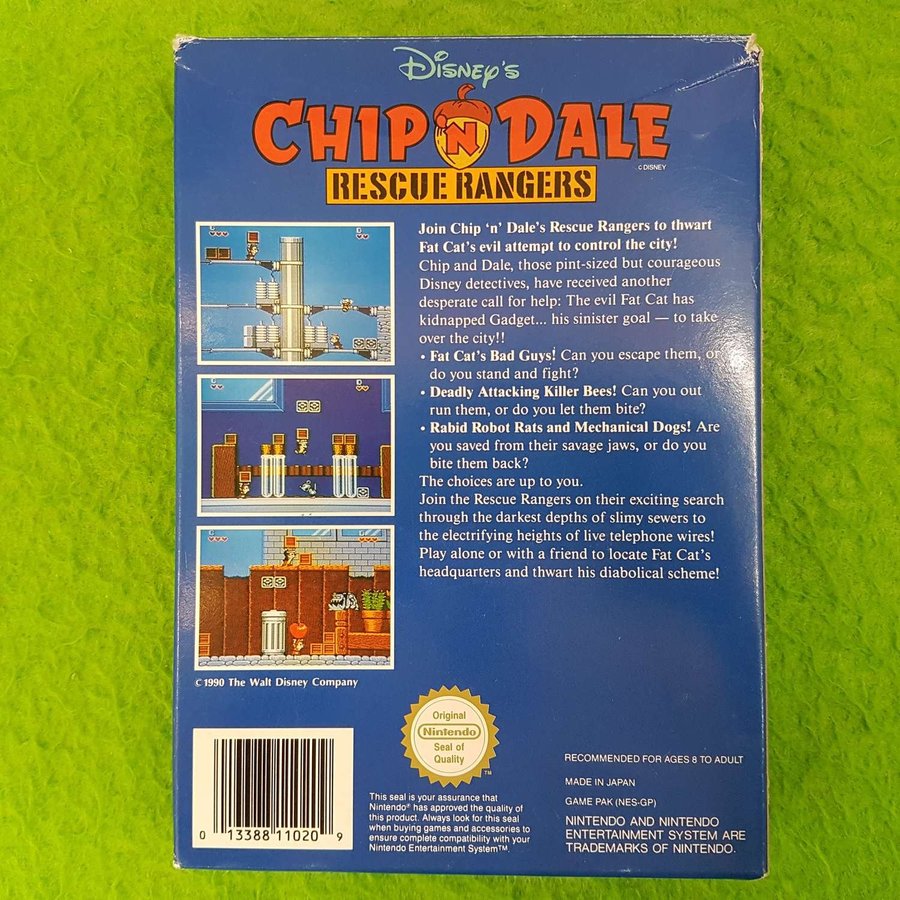 Disney's
CHIP 'N DALE
© DISNEY
RESCUE RANGERS
Join Chip 'n' Dale's Rescue Rangers to thwart
Fat Cat's evil attempt to control the city!
Chip and Dale, those pint-sized but courageous
Disney detectives, have received another
desperate call for help: The evil Fat Cat has
kidnapped Gadget... his sinister goal — to take
over the city!!
• Fat Cat's Bad Guys! Can you escape them, or
do you stand and fight?
• Deadly Attacking Killer Bees! Can you out
run them, or do you let them bite?
• Rabid Robot Rats and Mechanical Dogs! Are
you saved from their savage jaws, or do you
bite them back?
The choices are up to you.
Join the Rescue Rangers on their exciting search
through the darkest depths of slimy sewers to
the electrifying heights of live telephone wires!
Play alone or with a friend to locate Fat Cat's
headquarters and thwart his diabolical scheme!
© 1990 The Walt Disney Company
Original
Nintendo
Seal of
Quality
TM
This seal is your assurance that
Nintendo® has approved the quality of
this product. Always look for this seal
when buying games and accessories to
ensure complete compatibility with your
Nintendo Entertainment System™.
0 13388 11020 9
RECOMMENDED FOR AGES 8 TO ADULT
MADE IN JAPAN
GAME PAK (NES-GP)
NINTENDO AND NINTENDO
ENTERTAINMENT SYSTEM ARE
TRADEMARKS OF NINTENDO.